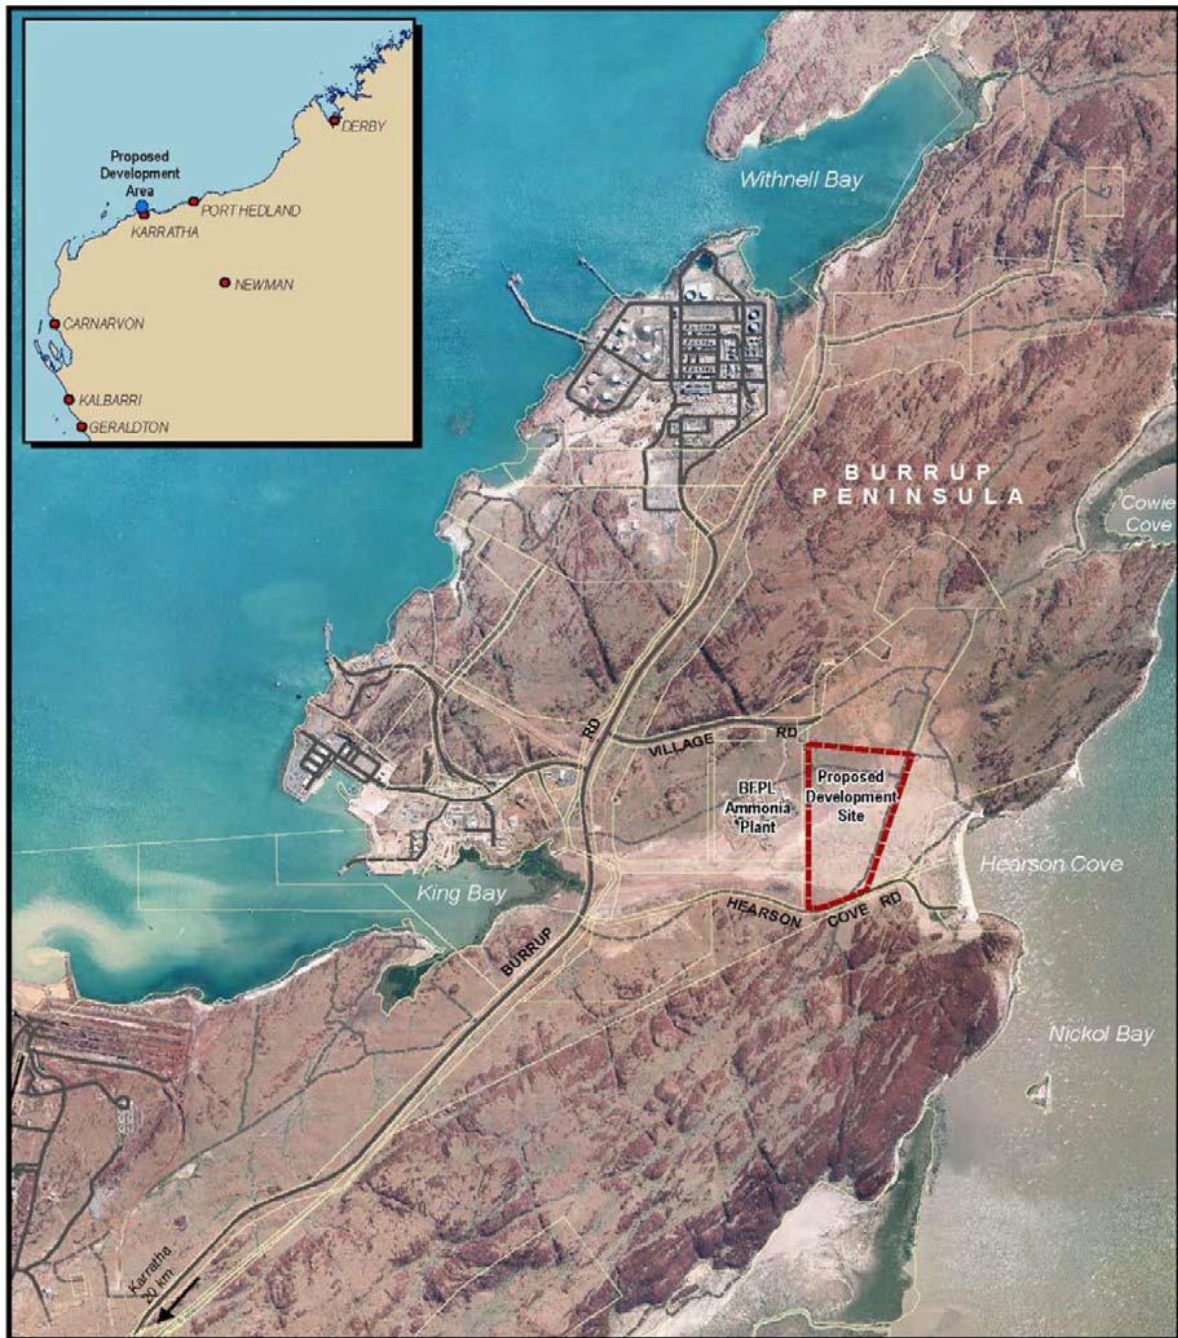 DERBY
Proposed
Development
Area
PORT HEDLAND
KARRATHA
NEWMAN
CARNARVON
KALBARRI
GERALDTON
Withnell Bay
BURRUP
PENINSULA
Cowie
Cove
RD
VILLAGE RD
BFPL
Ammonia
Plant
Proposed
Development
Site
Hearson Cove
King Bay
HEARSON COVE RD
BURRUP
Nickol Bay
Karratha
20 km